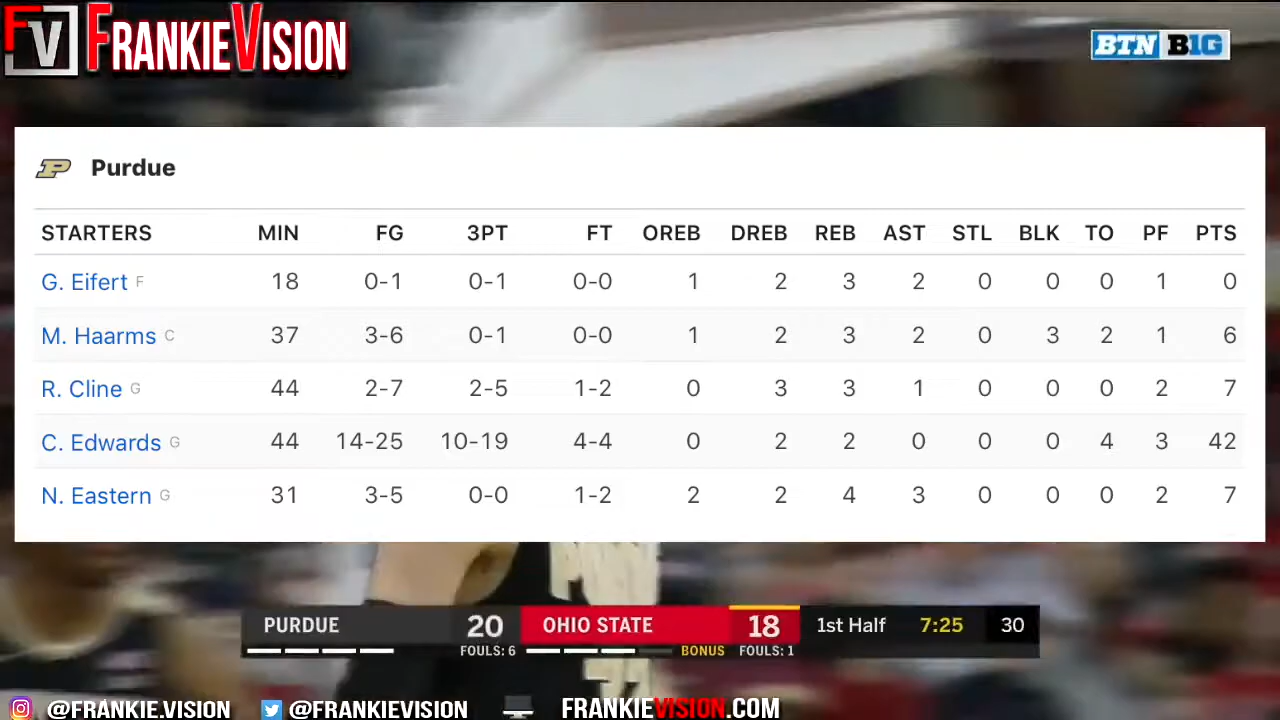 FV FRANKIEVISION
BTN B1G
P Purdue
STARTERS MIN FG 3PT FT OREB DREB REB AST STL BLK TO PF PTS
G. Eifert F 18 0-1 0-1 0-0 1 2 3 2 0 0 0 1 0
M. Haarms C 37 3-6 0-1 0-0 1 2 3 2 0 3 2 1 6
R. Cline G 44 2-7 2-5 1-2 0 3 3 1 0 0 0 2 7
C. Edwards G 44 14-25 10-19 4-4 0 2 2 0 0 0 4 3 42
N. Eastern G 31 3-5 0-0 1-2 2 2 4 3 0 0 0 2 7
PURDUE 20 OHIO STATE 18 1st Half 7:25 30
FOULS: 6 BONUS FOULS: 1
@FRANKIE.VISION @FRANKIEVISION FRANKIEVISION.COM